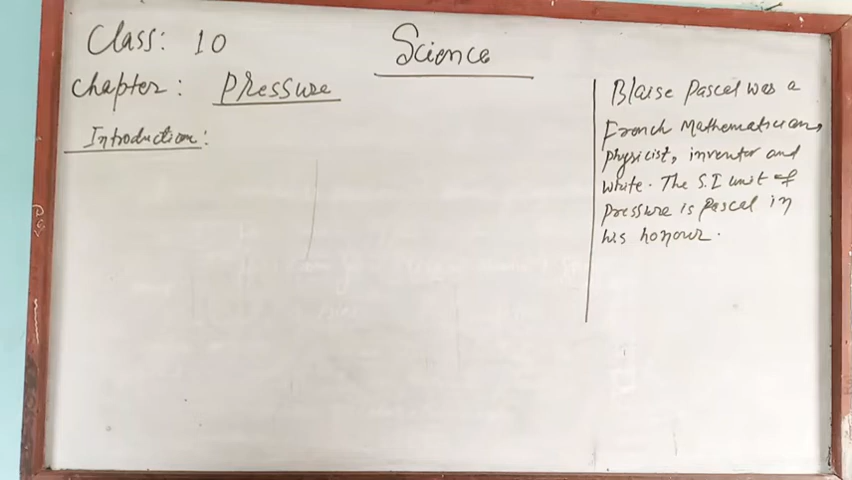 Class: 10
Science
Chapter: Pressure
Introduction:
Blaise Pascal was a
French Mathematician,
physicist, inventor and
write. The S.I unit of
pressure is pascal in
his honour.